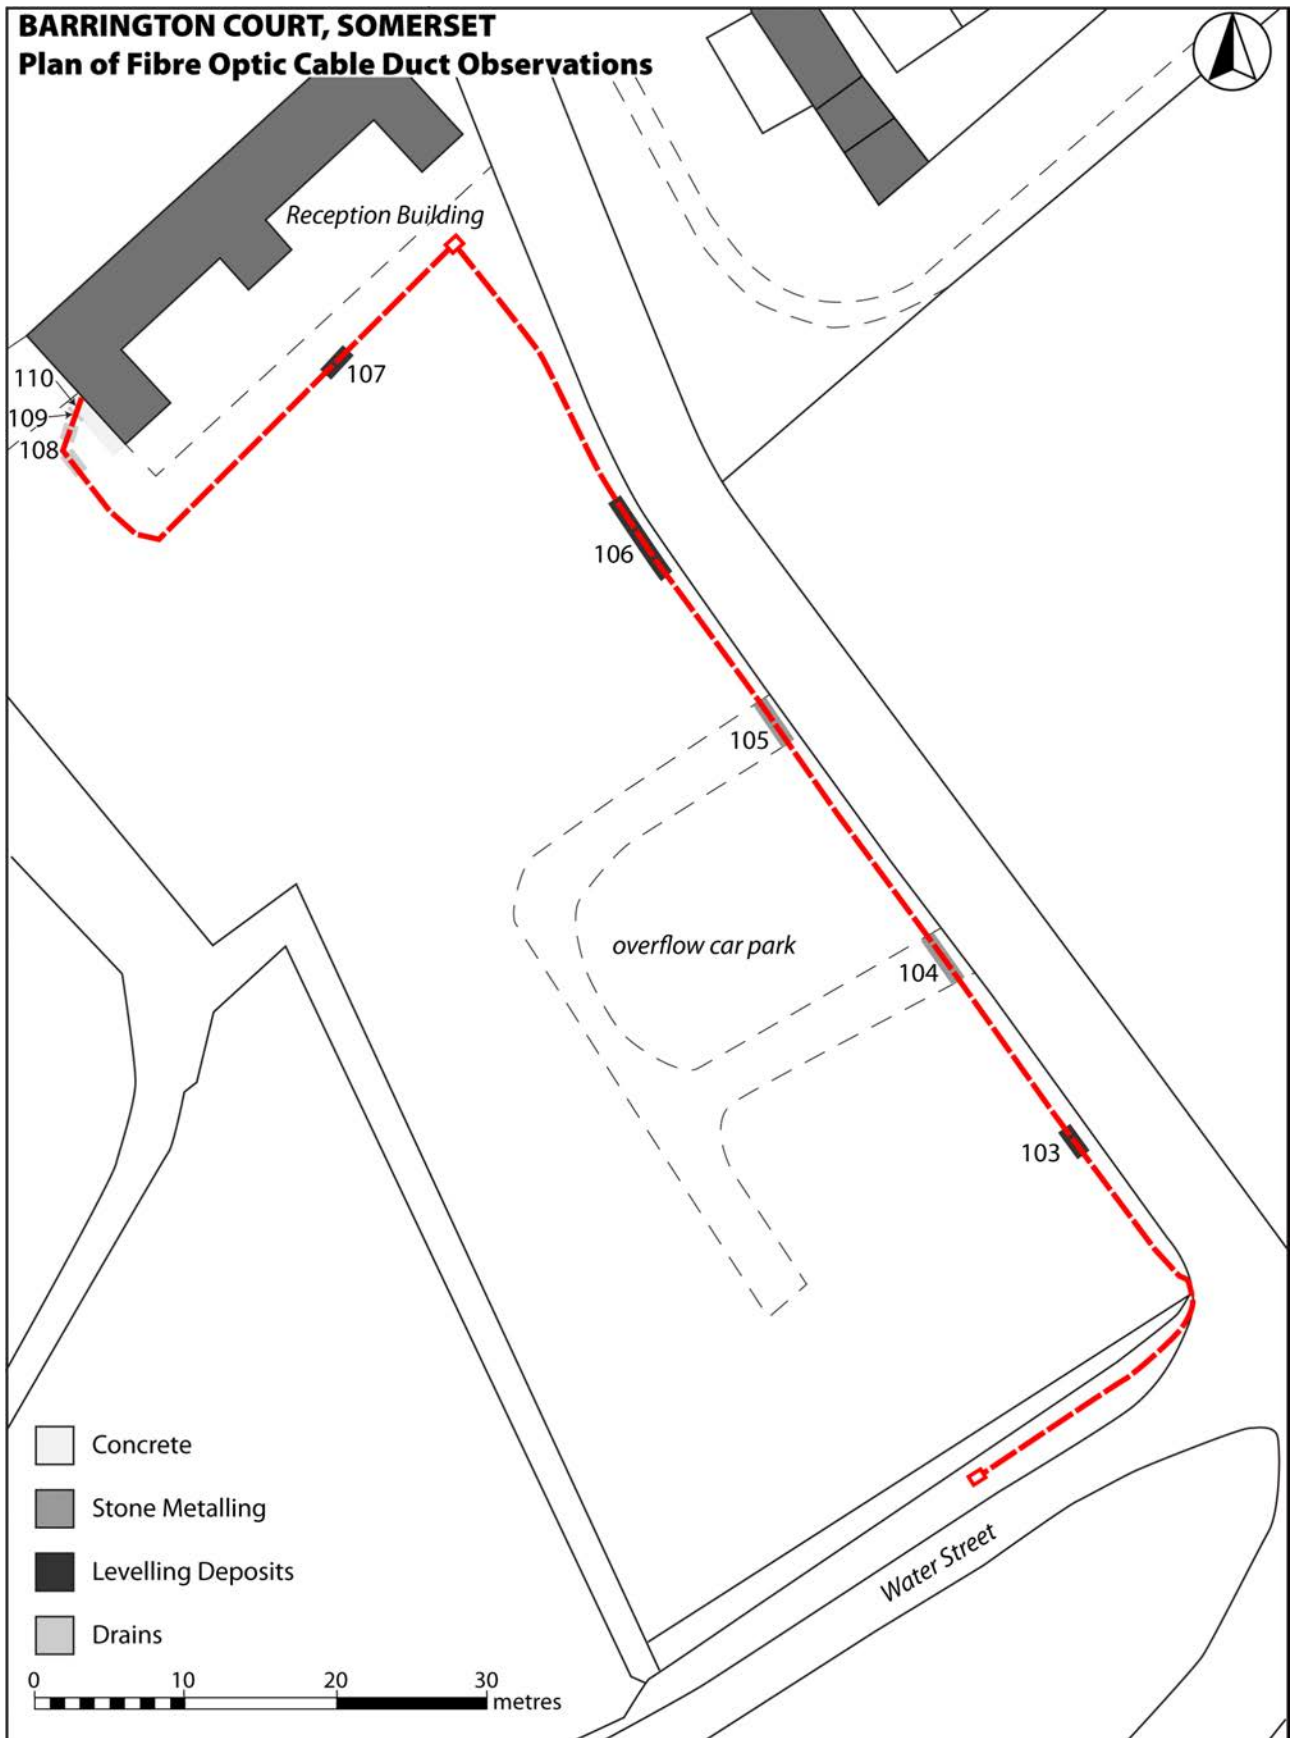 BARRINGTON COURT, SOMERSET
Plan of Fibre Optic Cable Duct Observations
Reception Building
107
110
109
108
106
105
overflow car park
104
103
Water Street
Concrete
Stone Metalling
Levelling Deposits
Drains
0 10 20 30
metres